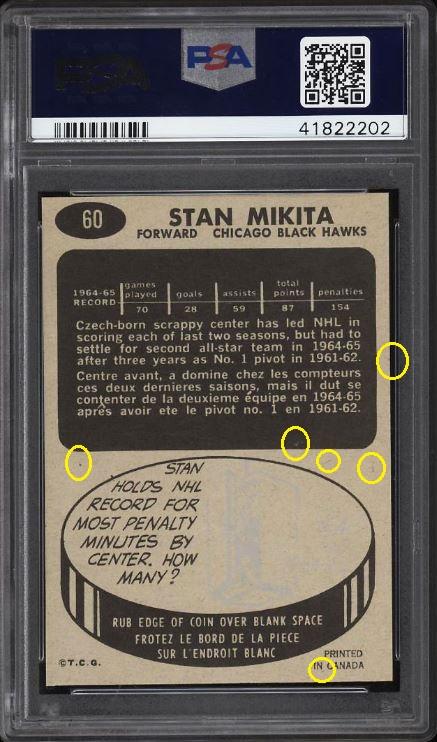 PSA
PSA
41822202
60
STAN MIKITA
FORWARD CHICAGO BLACK HAWKS
1964-65 RECORD games played goals assists total points penalties
70 28 59 87 154
Czech-born scrappy center has led NHL in
scoring each of last two seasons, but had to
settle for second all-star team in 1964-65
after three years as No. 1 pivot in 1961-62.
Centre avant, a domine chez les compteurs
ces deux dernieres saisons, mais il dut se
contenter de la deuxieme équipe en 1964-65
après avoir ete le pivot no. 1 en 1961-62.
STAN
HOLDS NHL
RECORD FOR
MOST PENALTY
MINUTES BY
CENTER. HOW
MANY?
RUB EDGE OF COIN OVER BLANK SPACE
FROTEZ LE BORD DE LA PIECE
SUR L'ENDROIT BLANC
©T.C.G.
PRINTED
IN CANADA